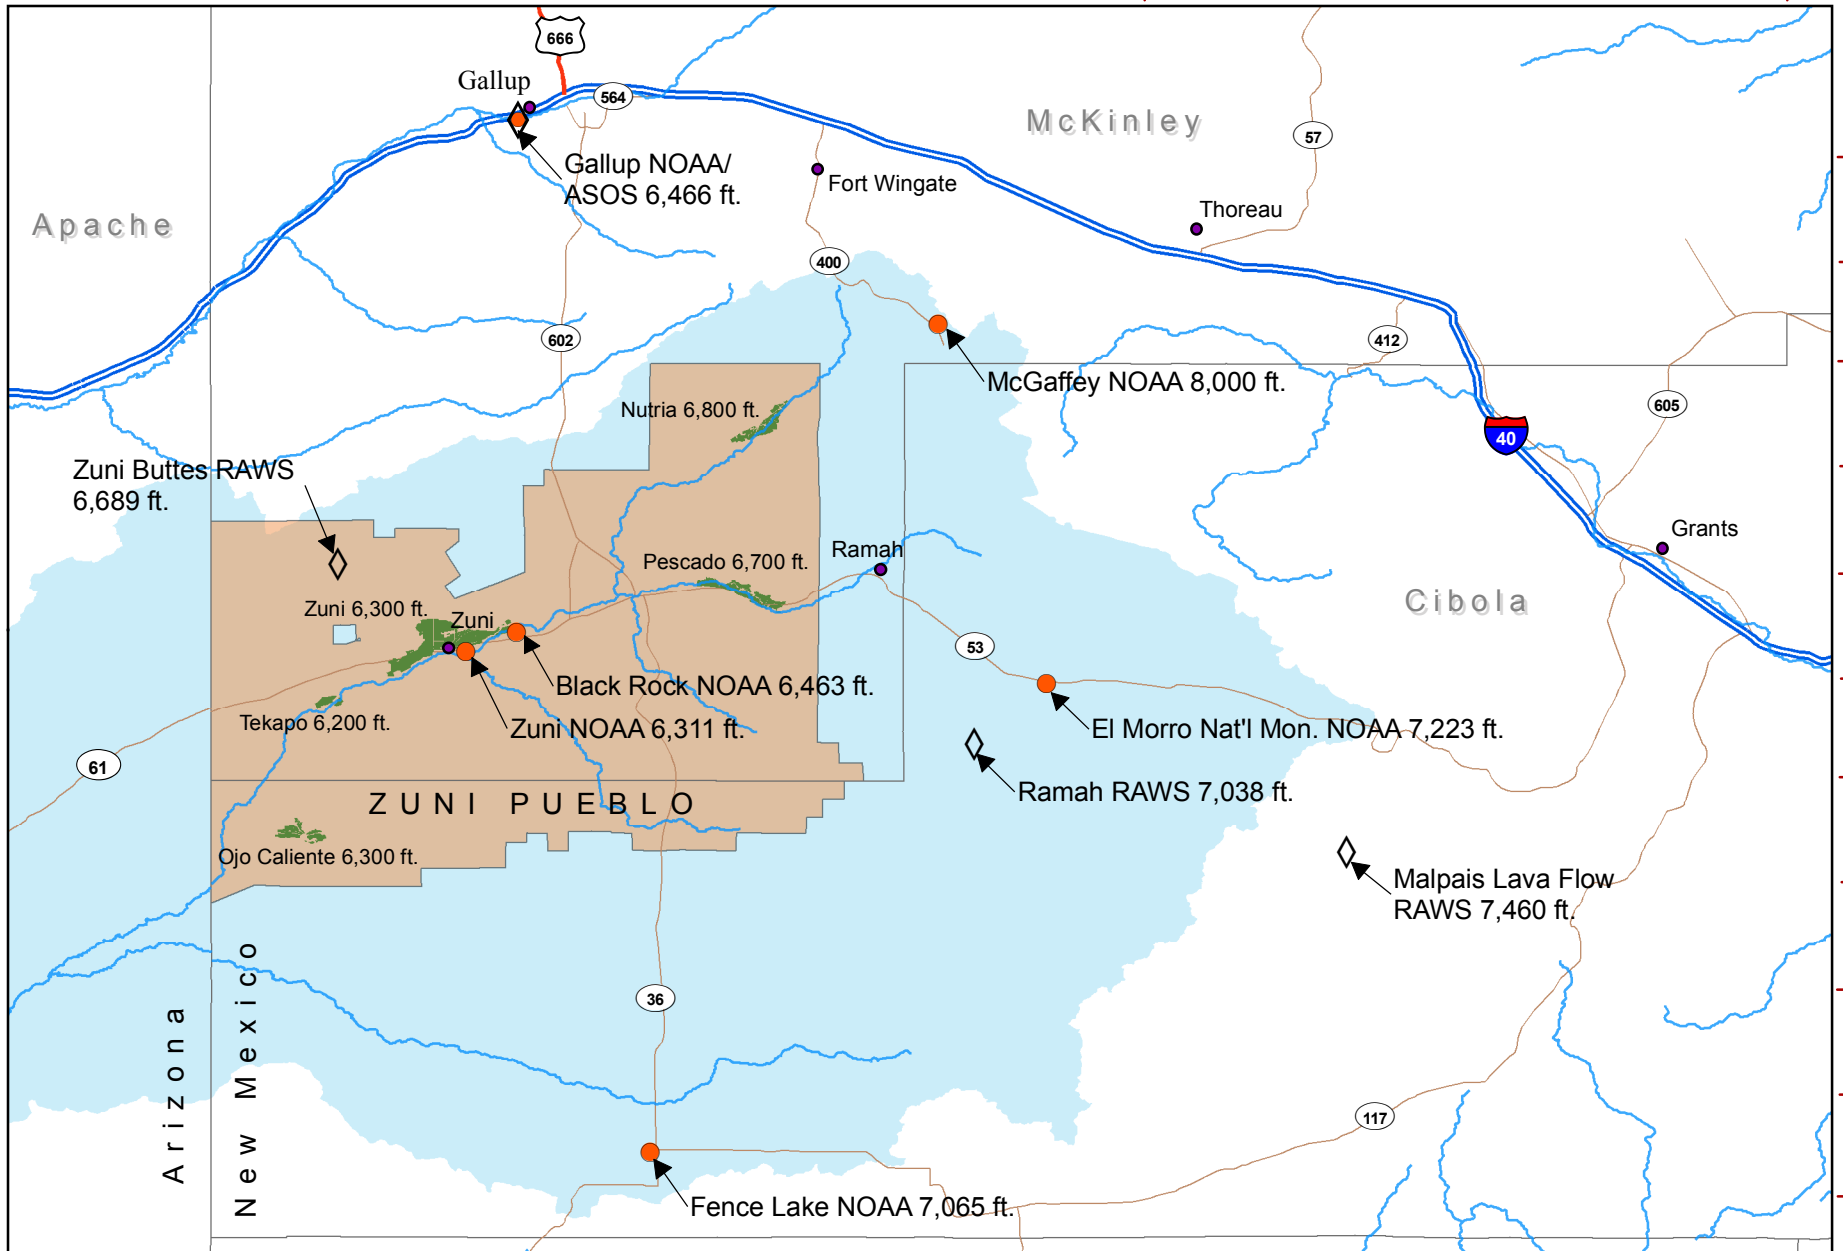 666
Gallup
564
McKinley
57
Gallup NOAA/
ASOS 6,466 ft.
Fort Wingate
Apache
Thoreau
400
602
412
McGaffey NOAA 8,000 ft.
Nutria 6,800 ft.
605
40
Zuni Buttes RAWS
6,689 ft.
Grants
Ramah
Pescado 6,700 ft.
Zuni 6,300 ft.
Zuni
Cibola
53
Black Rock NOAA 6,463 ft.
Tekapo 6,200 ft.
Zuni NOAA 6,311 ft.
El Morro Nat'l Mon. NOAA 7,223 ft.
61
Ramah RAWS 7,038 ft.
ZUNI PUEBLO
Ojo Caliente 6,300 ft.
Malpais Lava Flow
RAWS 7,460 ft.
Arizona
New Mexico
36
117
Fence Lake NOAA 7,065 ft.